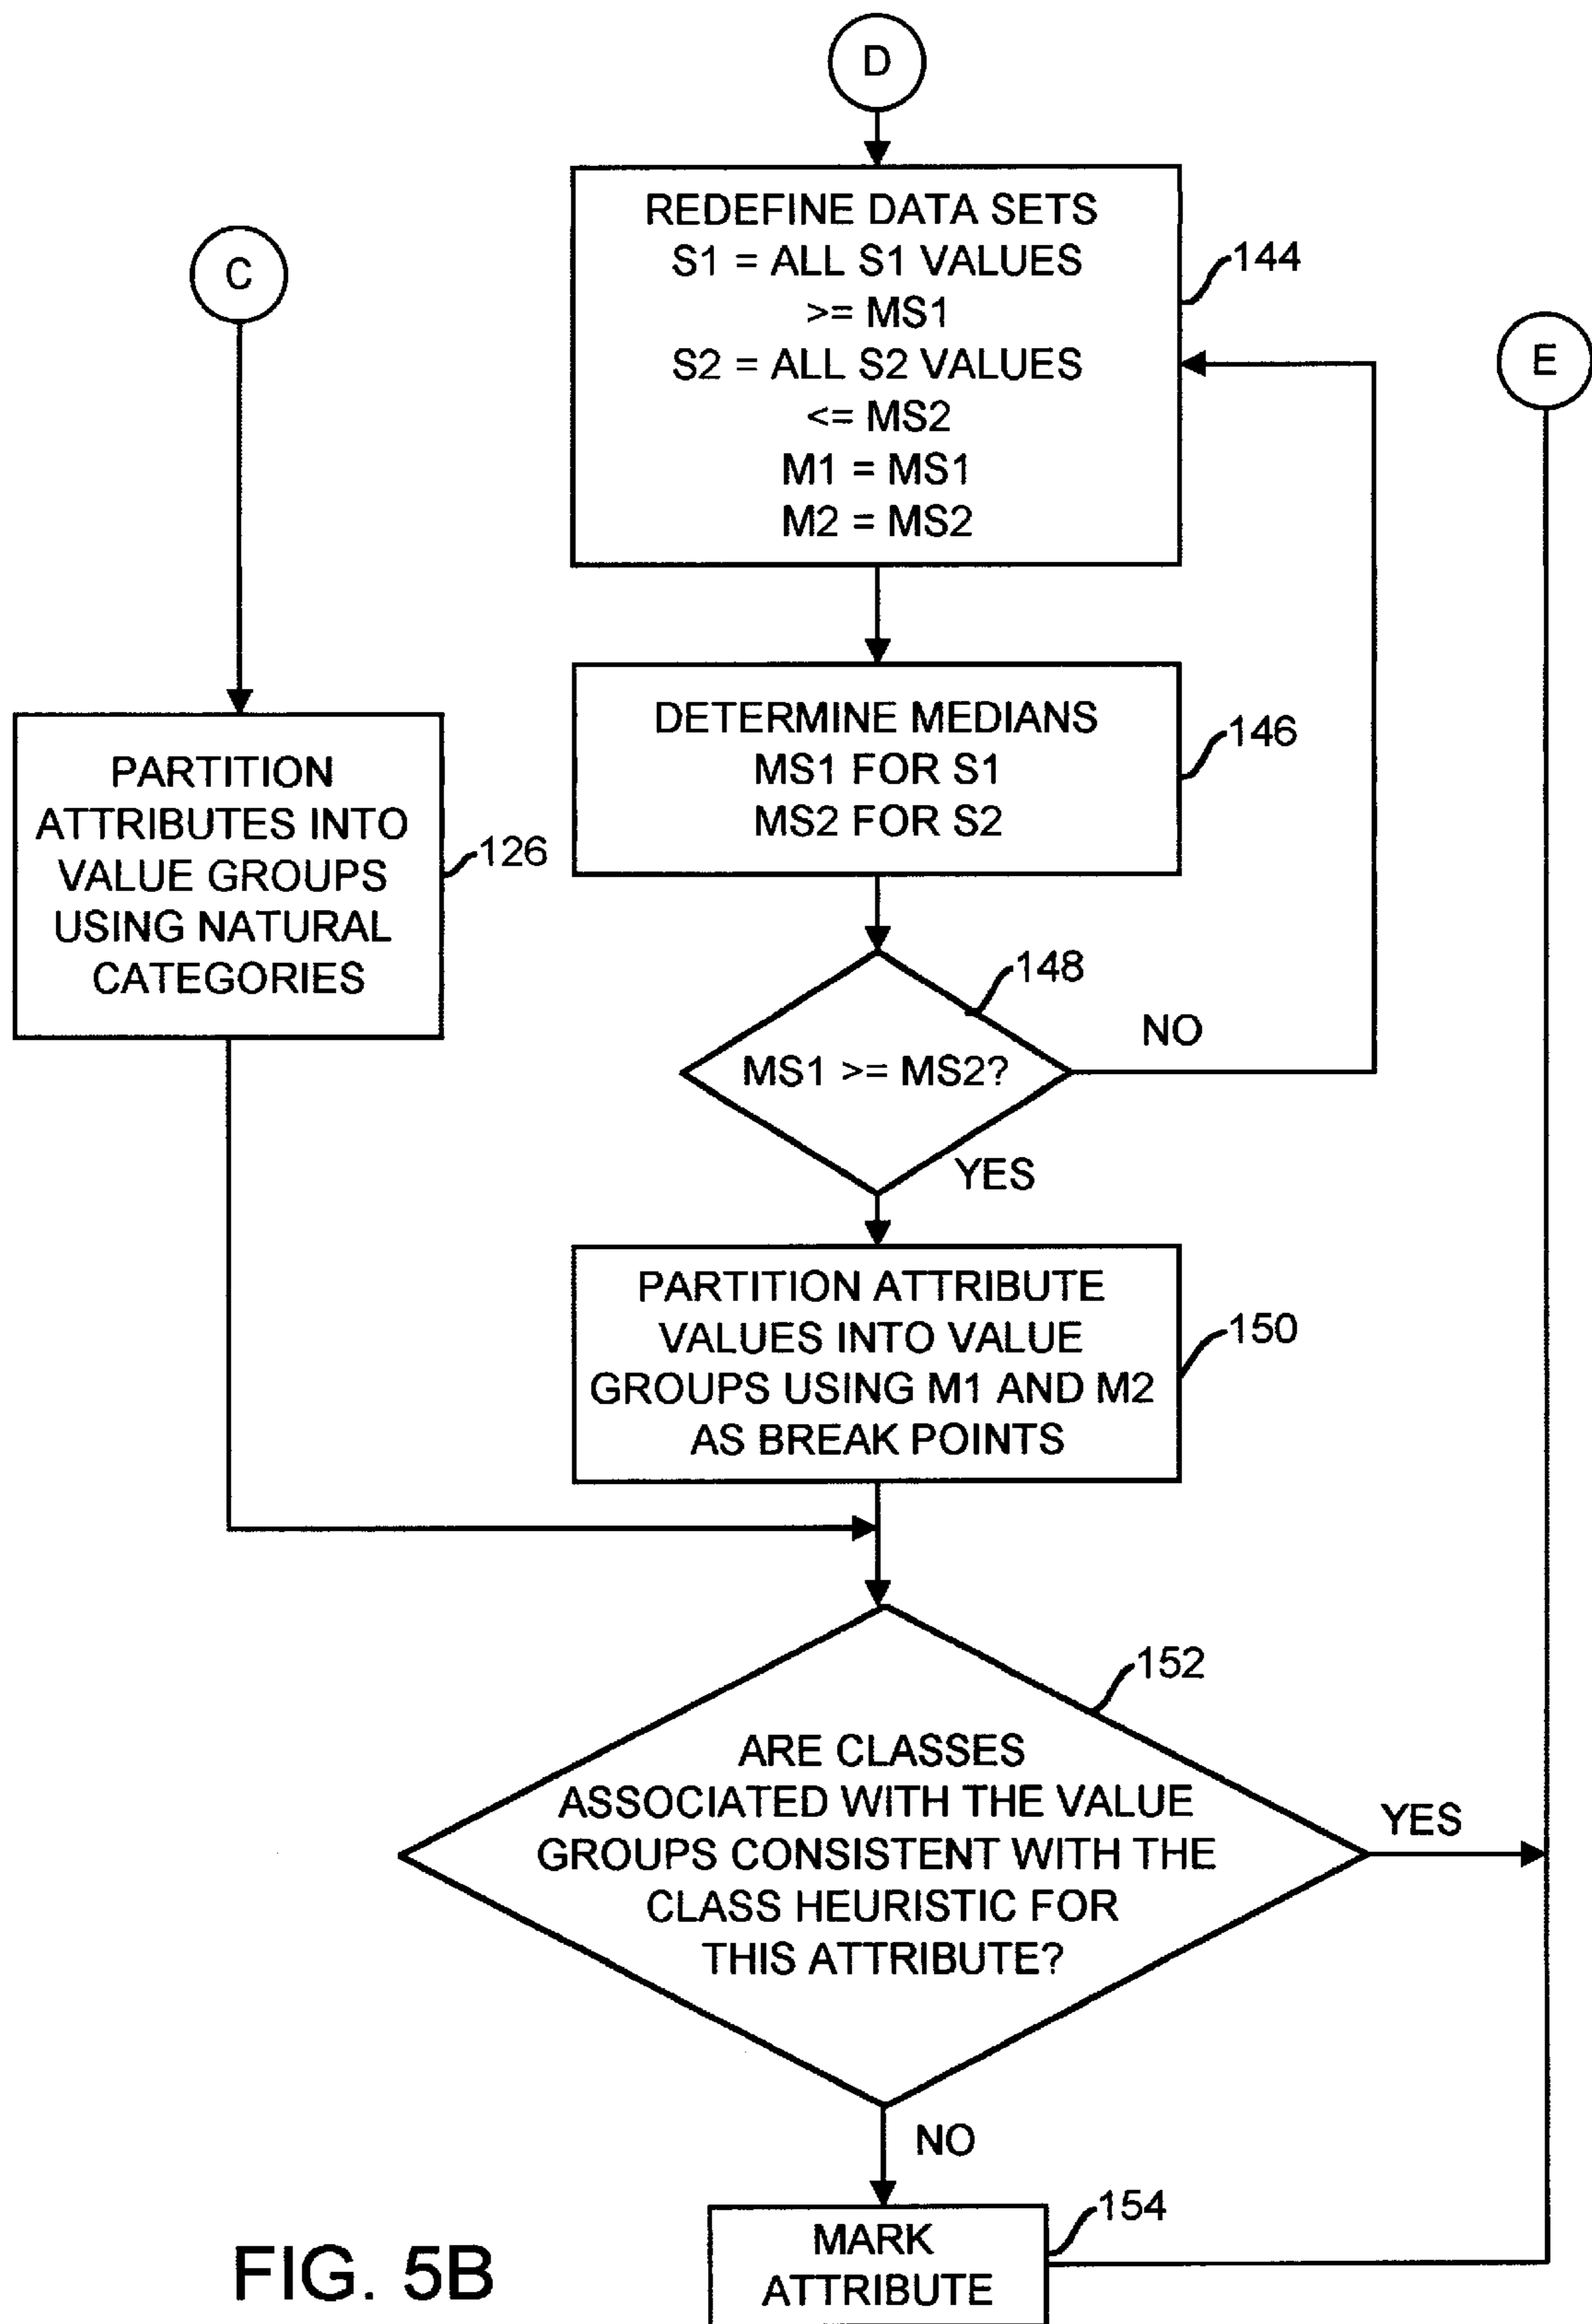 D
REDEFINE DATA SETS
S1 = ALL S1 VALUES
>= MS1
S2 = ALL S2 VALUES
<= MS2
M1 = MS1
M2 = MS2
144
C
E
DETERMINE MEDIANS
MS1 FOR S1
MS2 FOR S2
146
PARTITION
ATTRIBUTES INTO
VALUE GROUPS
USING NATURAL
CATEGORIES
126
148
MS1 >= MS2?
NO
YES
PARTITION ATTRIBUTE
VALUES INTO VALUE
GROUPS USING M1 AND M2
AS BREAK POINTS
150
152
ARE CLASSES
ASSOCIATED WITH THE VALUE
GROUPS CONSISTENT WITH THE
CLASS HEURISTIC FOR
THIS ATTRIBUTE?
YES
NO
154
MARK
ATTRIBUTE
FIG. 5B